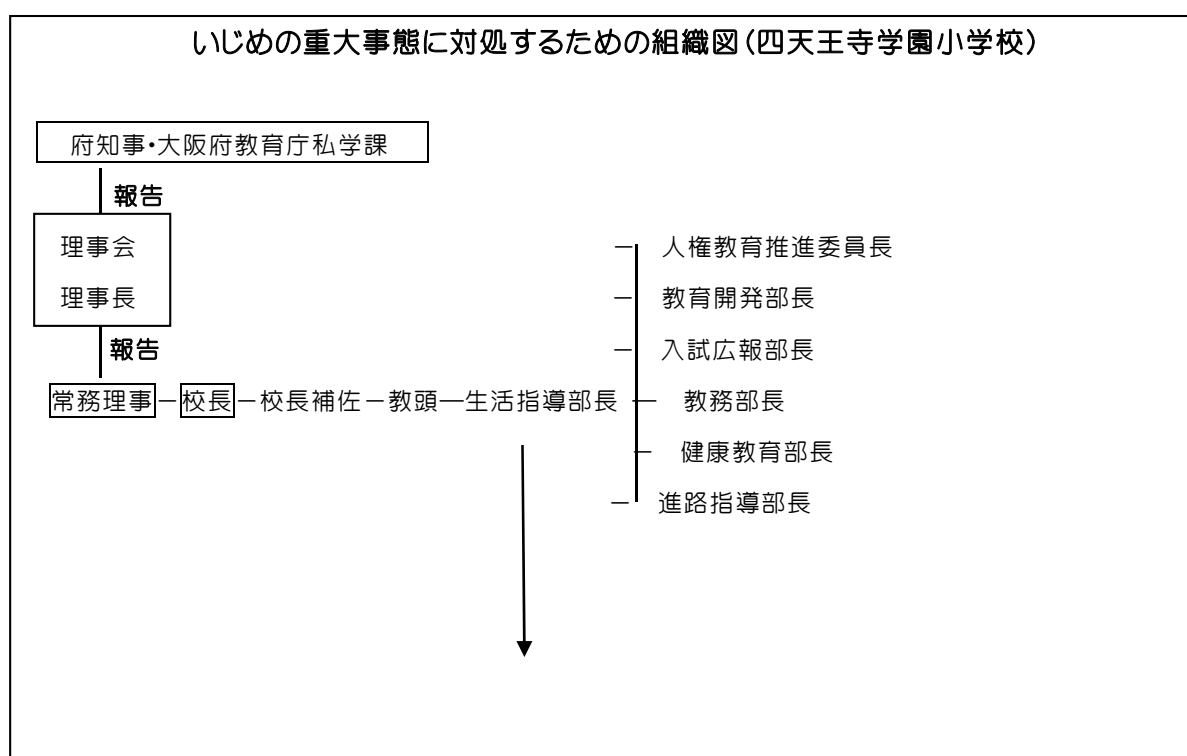 いじめの重大事態に対処するための組織図(四天王寺学園小学校)
府知事・大阪府教育庁私学課
報告
理事会
理事長
報告
常務理事－校長－校長補佐－教頭―生活指導部長
－ 人権教育推進委員長
－ 教育開発部長
－ 入試広報部長
― 教務部長
－ 健康教育部長
－ 進路指導部長